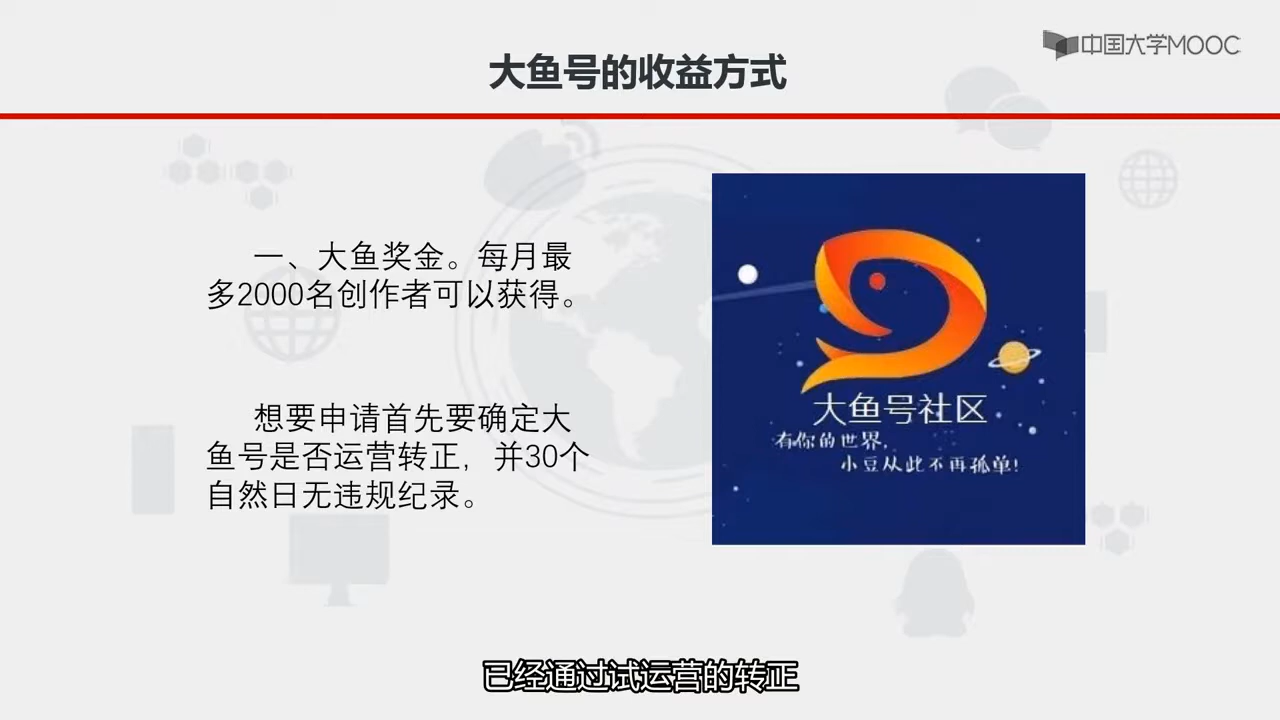 中国大学MOOC
大鱼号的收益方式
一、大鱼奖金。每月最
多2000名创作者可以获得。
想要申请首先要确定大
鱼号是否运营转正，并30个
自然日无违规纪录。
大鱼号社区
有你的世界，
小豆从此不再孤单！
已经通过试运营的转正